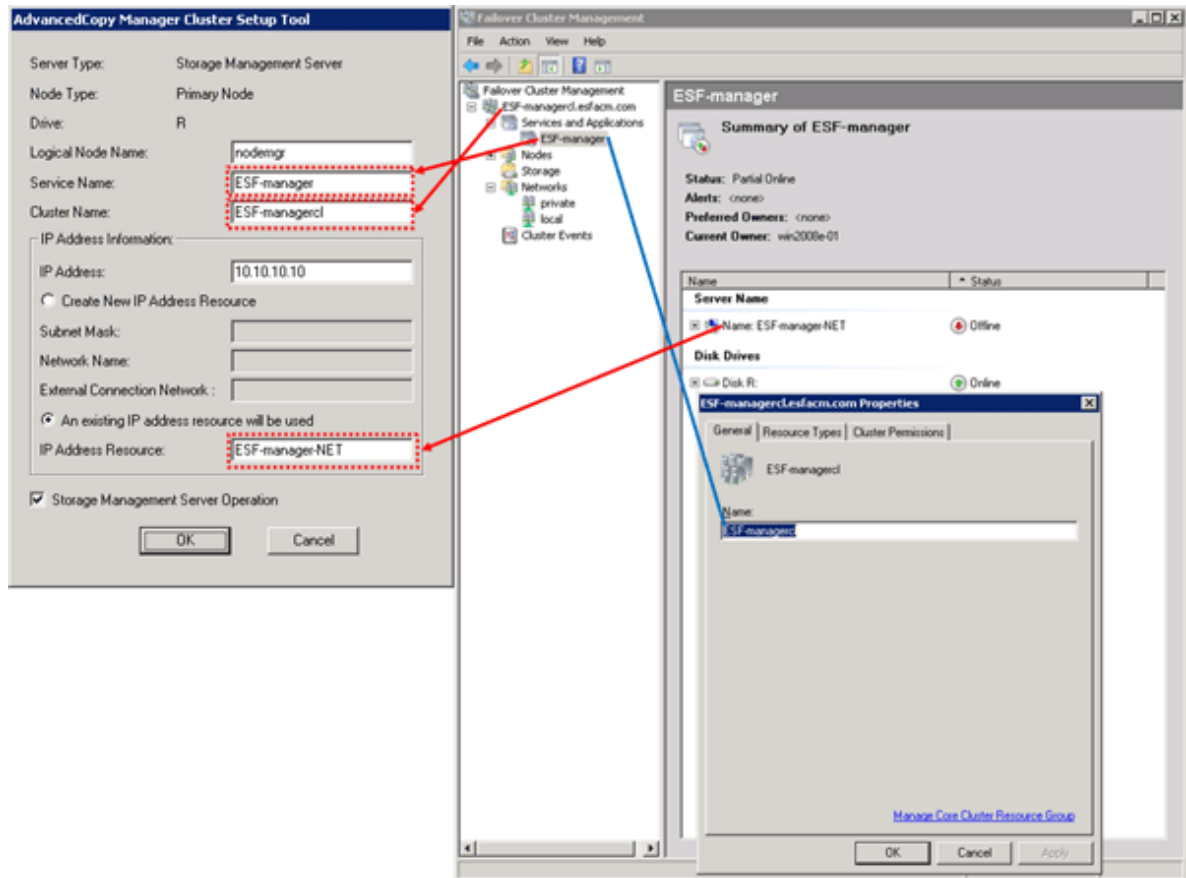 AdvancedCopy Manager Cluster Setup Tool
Server Type: Storage Management Server
Node Type: Primary Node
Drive: R
Logical Node Name: nodemgr
Service Name: ESF-manager
Cluster Name: ESF-managercl
IP Address Information:
IP Address: 10.10.10.10
Create New IP Address Resource
Subnet Mask:
Network Name:
External Connection Network :
An existing IP address resource will be used
IP Address Resource: ESF-manager-NET
Storage Management Server Operation
OK Cancel
Failover Cluster Management
File Action View Help
Failover Cluster Management
ESF-managercl.esfacm.com
Services and Applications
ESF-manager
Nodes
Storage
Networks
private
local
Cluster Events
ESF-manager
Summary of ESF-manager
Status: Partial Online
Alerts: <none>
Preferred Owners: <none>
Current Owner: win2008e-01
Name Status
Server Name
Name: ESF-manager-NET Offline
Disk Drives
Disk R: Online
ESF-managercl.esfacm.com Properties
General Resource Types Cluster Permissions
ESF-managercl
Name:
ESF-managercl
Manage Core Cluster Resource Group
OK Cancel Apply